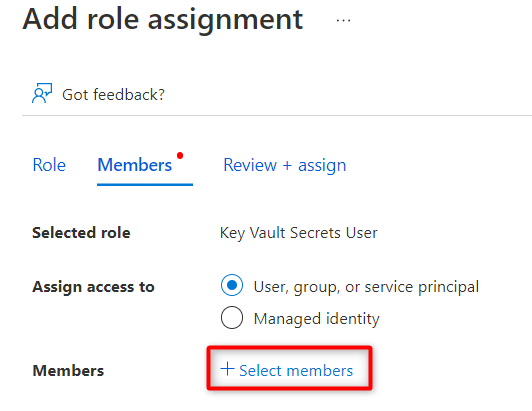 Add role assignment ...
Got feedback?
Role Members Review + assign
Selected role Key Vault Secrets User
Assign access to User, group, or service principal
Managed identity
Members + Select members